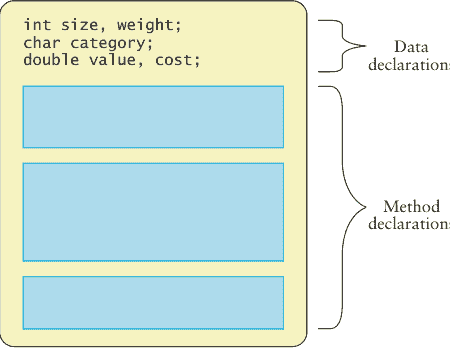 int size, weight;
char category;
double value, cost;
Data
declarations
Method
declarations